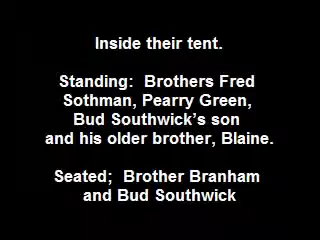 Inside their tent.
Standing:  Brothers Fred
Sothman, Pearry Green,
Bud Southwick's son
and his older brother, Blaine.
Seated;  Brother Branham
and Bud Southwick